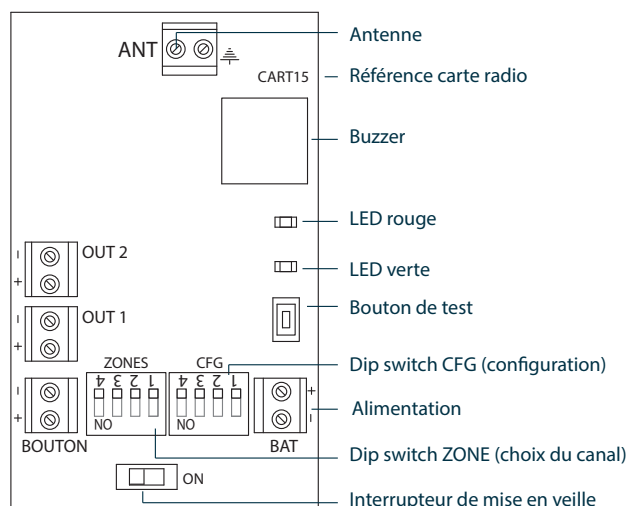 ANT
Antenne
CART15
Référence carte radio
Buzzer
LED rouge
- OUT 2
+
LED verte
Bouton de test
- OUT 1
+
ZONES
CFG
Dip switch CFG (configuration)
4 3 2 1
4 3 2 1
- +
+ -
Alimentation
NO
NO
BOUTON
BAT
Dip switch ZONE (choix du canal)
ON
Interrupteur de mise en veille